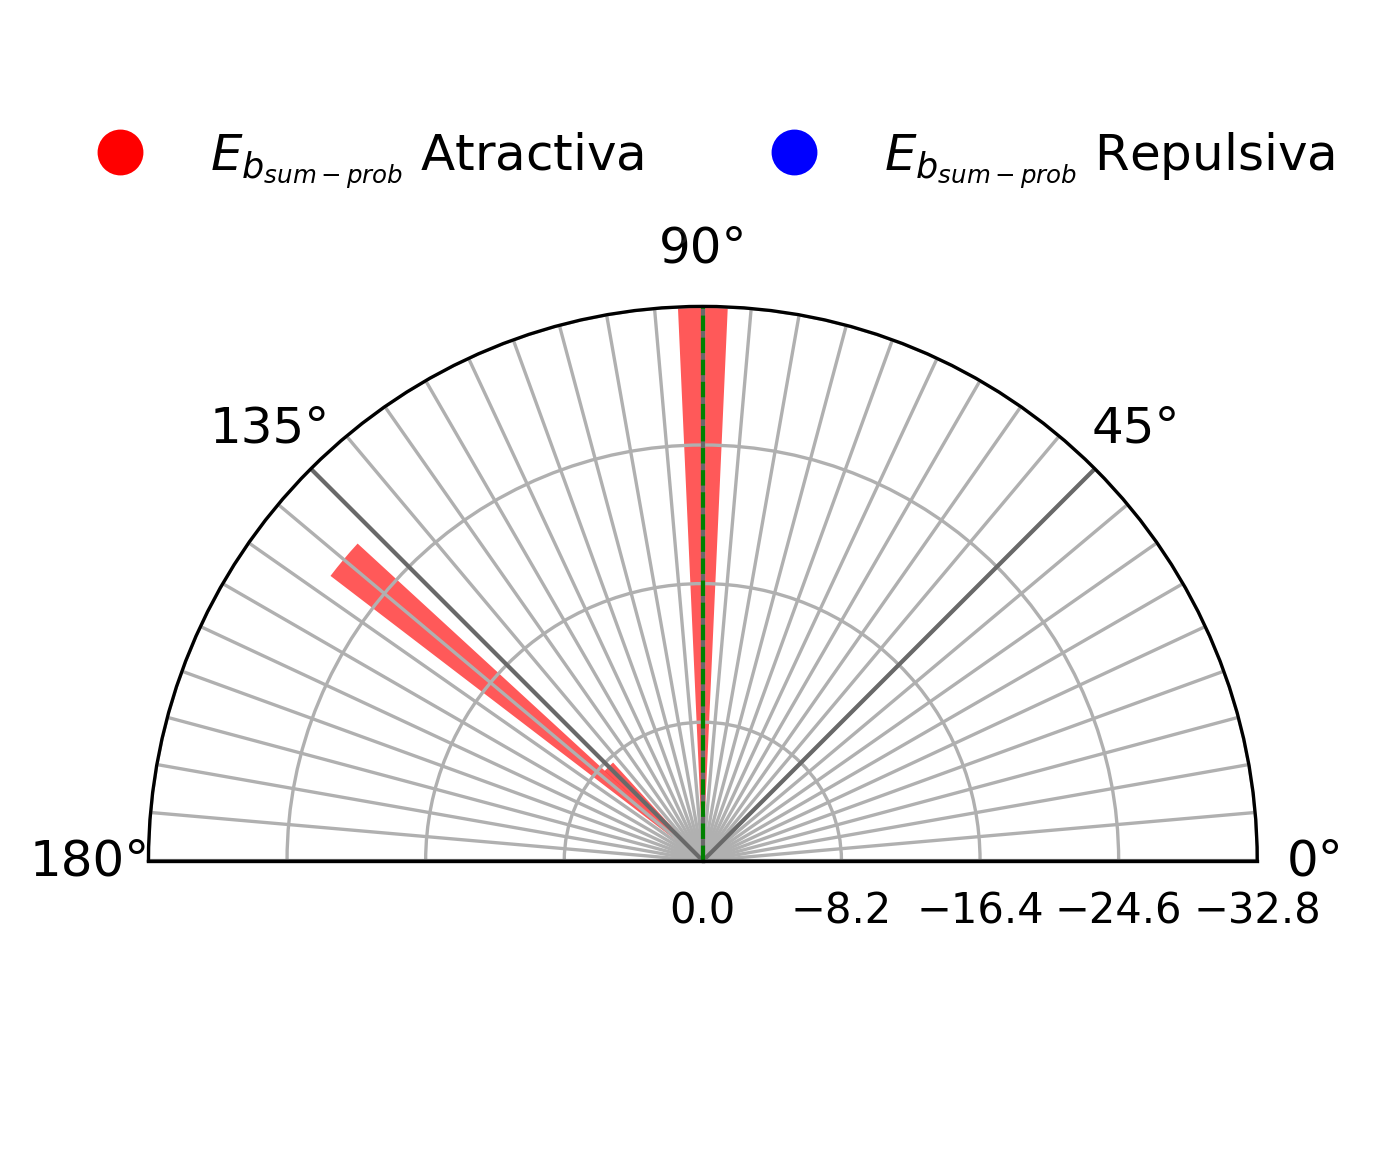 E_{b_{sum-prob}} Atractiva E_{b_{sum-prob}} Repulsiva
90°
135° 45°
180° 0°
0.0 −8.2 −16.4 −24.6 −32.8